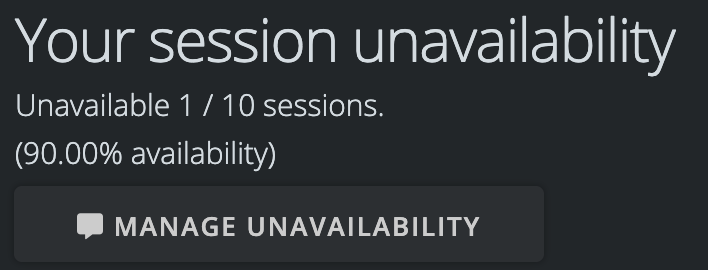 Your session unavailability
Unavailable 1 / 10 sessions.
(90.00% availability)
MANAGE UNAVAILABILITY